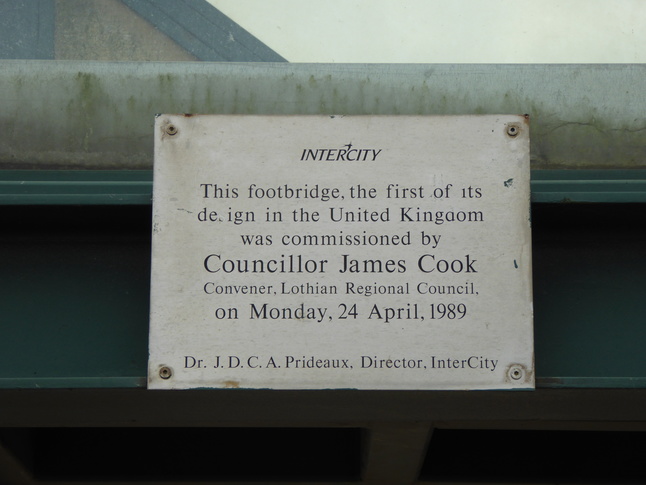 INTERCITY
This footbridge, the first of its
design in the United Kingdom
was commissioned by
Councillor James Cook
Convener, Lothian Regional Council,
on Monday, 24 April, 1989
Dr. J. D. C. A. Prideaux, Director, InterCity